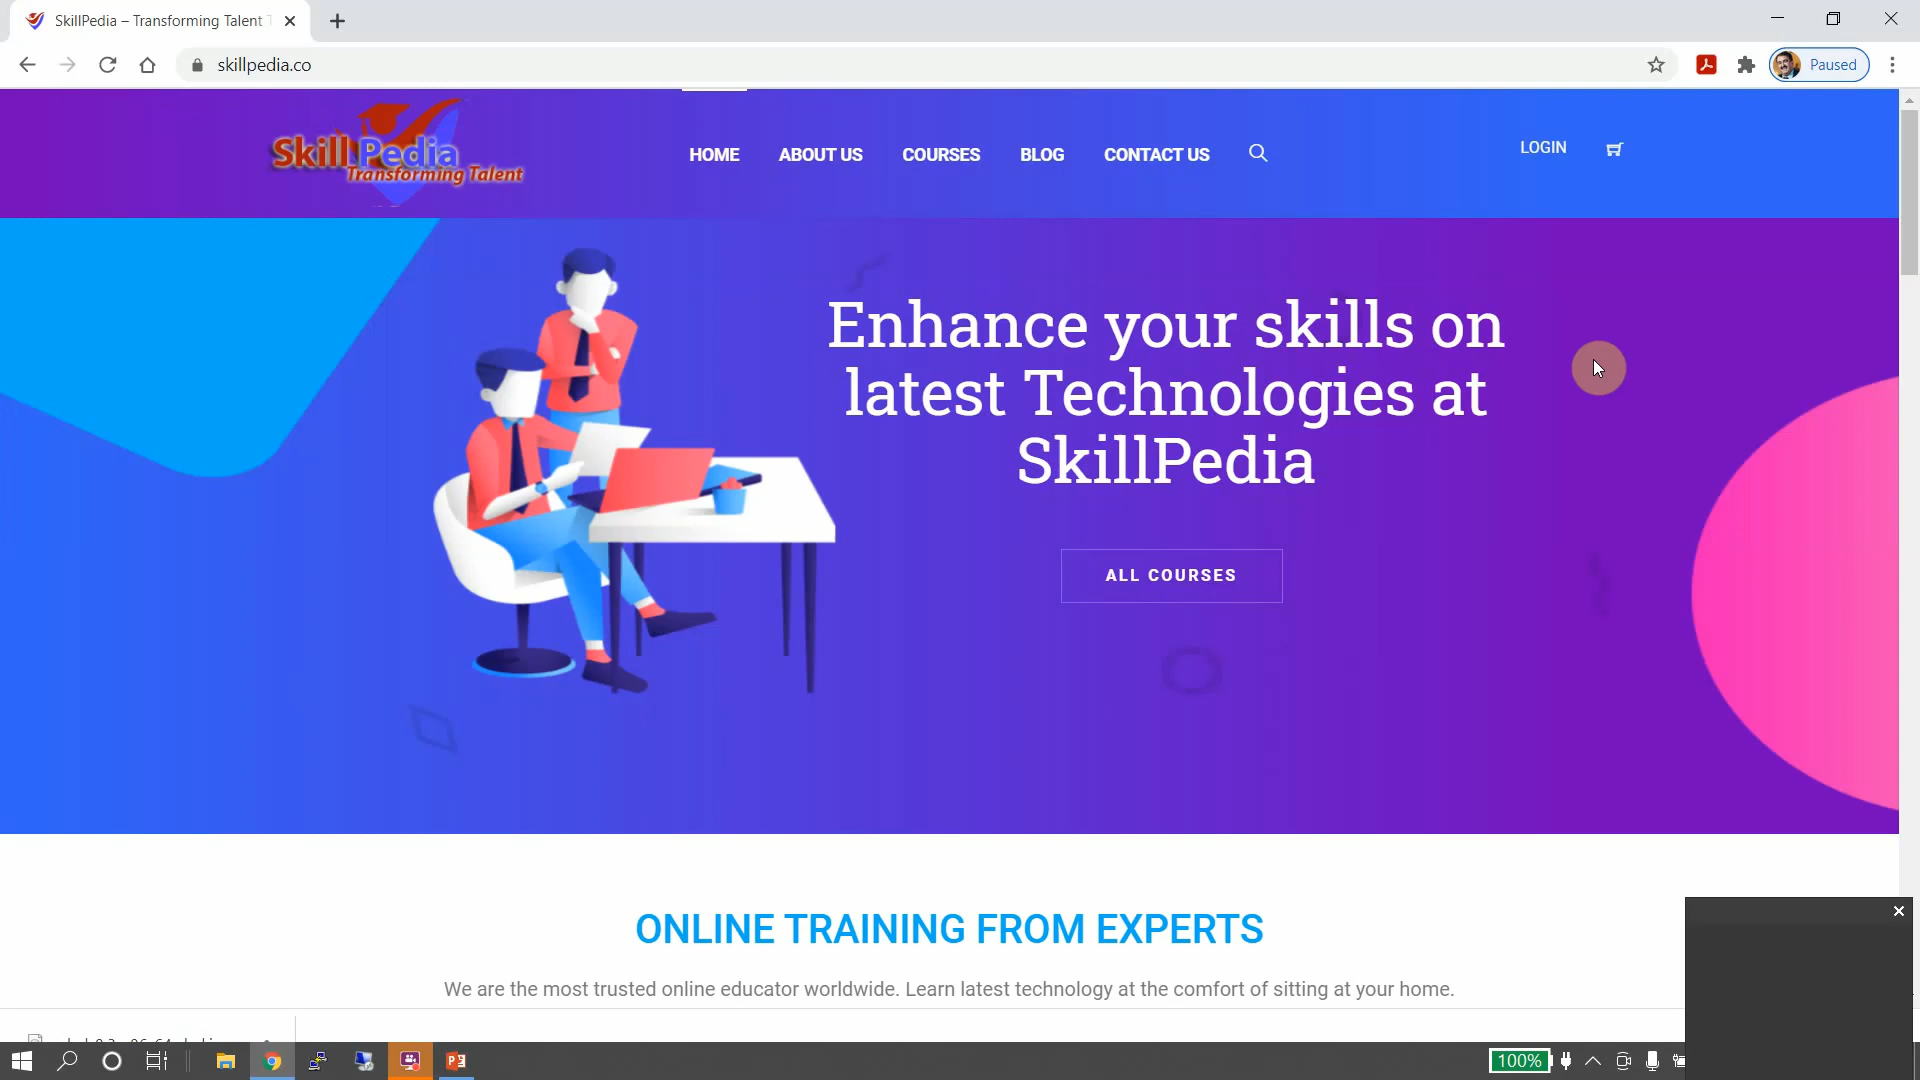 SkillPedia – Transforming Talent
skillpedia.co
Paused
Skill Pedia
Transforming Talent
HOME
ABOUT US
COURSES
BLOG
CONTACT US
LOGIN
Enhance your skills on
latest Technologies at
SkillPedia
ALL COURSES
ONLINE TRAINING FROM EXPERTS
We are the most trusted online educator worldwide. Learn latest technology at the comfort of sitting at your home.
100%